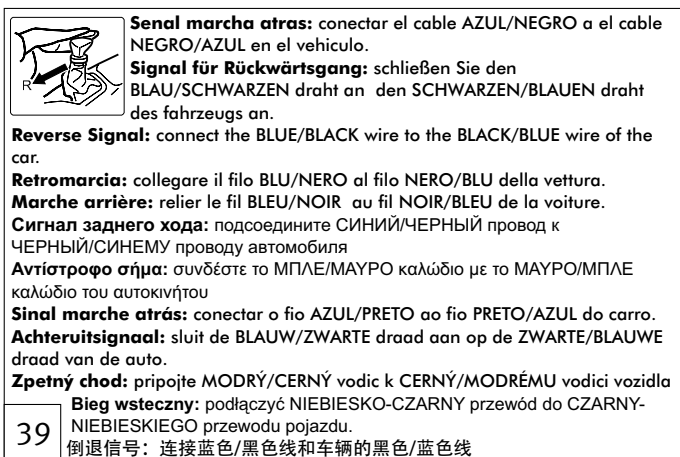 Senal marcha atras: conectar el cable AZUL/NEGRO a el cable
NEGRO/AZUL en el vehiculo.
Signal für Rückwärtsgang: schließen Sie den
BLAU/SCHWARZEN draht an den SCHWARZEN/BLAUEN draht
des fahrzeugs an.
R
Reverse Signal: connect the BLUE/BLACK wire to the BLACK/BLUE wire of the
car.
Retromarcia: collegare il filo BLU/NERO al filo NERO/BLU della vettura.
Marche arrière: relier le fil BLEU/NOIR au fil NOIR/BLEU de la voiture.
Сигнал заднего хода: подсоедините СИНИЙ/ЧЕРНЫЙ провод к
ЧЕРНЫЙ/СИНЕМУ проводу автомобиля
Αντίστροφο σήμα: συνδέστε το ΜΠΛΕ/ΜΑΥΡΟ καλώδιο με το ΜΑΥΡΟ/ΜΠΛΕ
καλώδιο του αυτοκινήτου
Sinal marche atrás: conectar o fio AZUL/PRETO ao fio PRETO/AZUL do carro.
Achteruitsignaal: sluit de BLAUW/ZWARTE draad aan op de ZWARTE/BLAUWE
draad van de auto.
Zpetný chod: pripojte MODRÝ/CERNÝ vodic k CERNÝ/MODRÉMU vodici vozidla
Bieg wsteczny: podłączyć NIEBIESKO-CZARNY przewód do CZARNY-
NIEBIESKIEGO przewodu pojazdu.
倒退信号：连接蓝色/黑色线和车辆的黑色/蓝色线
39